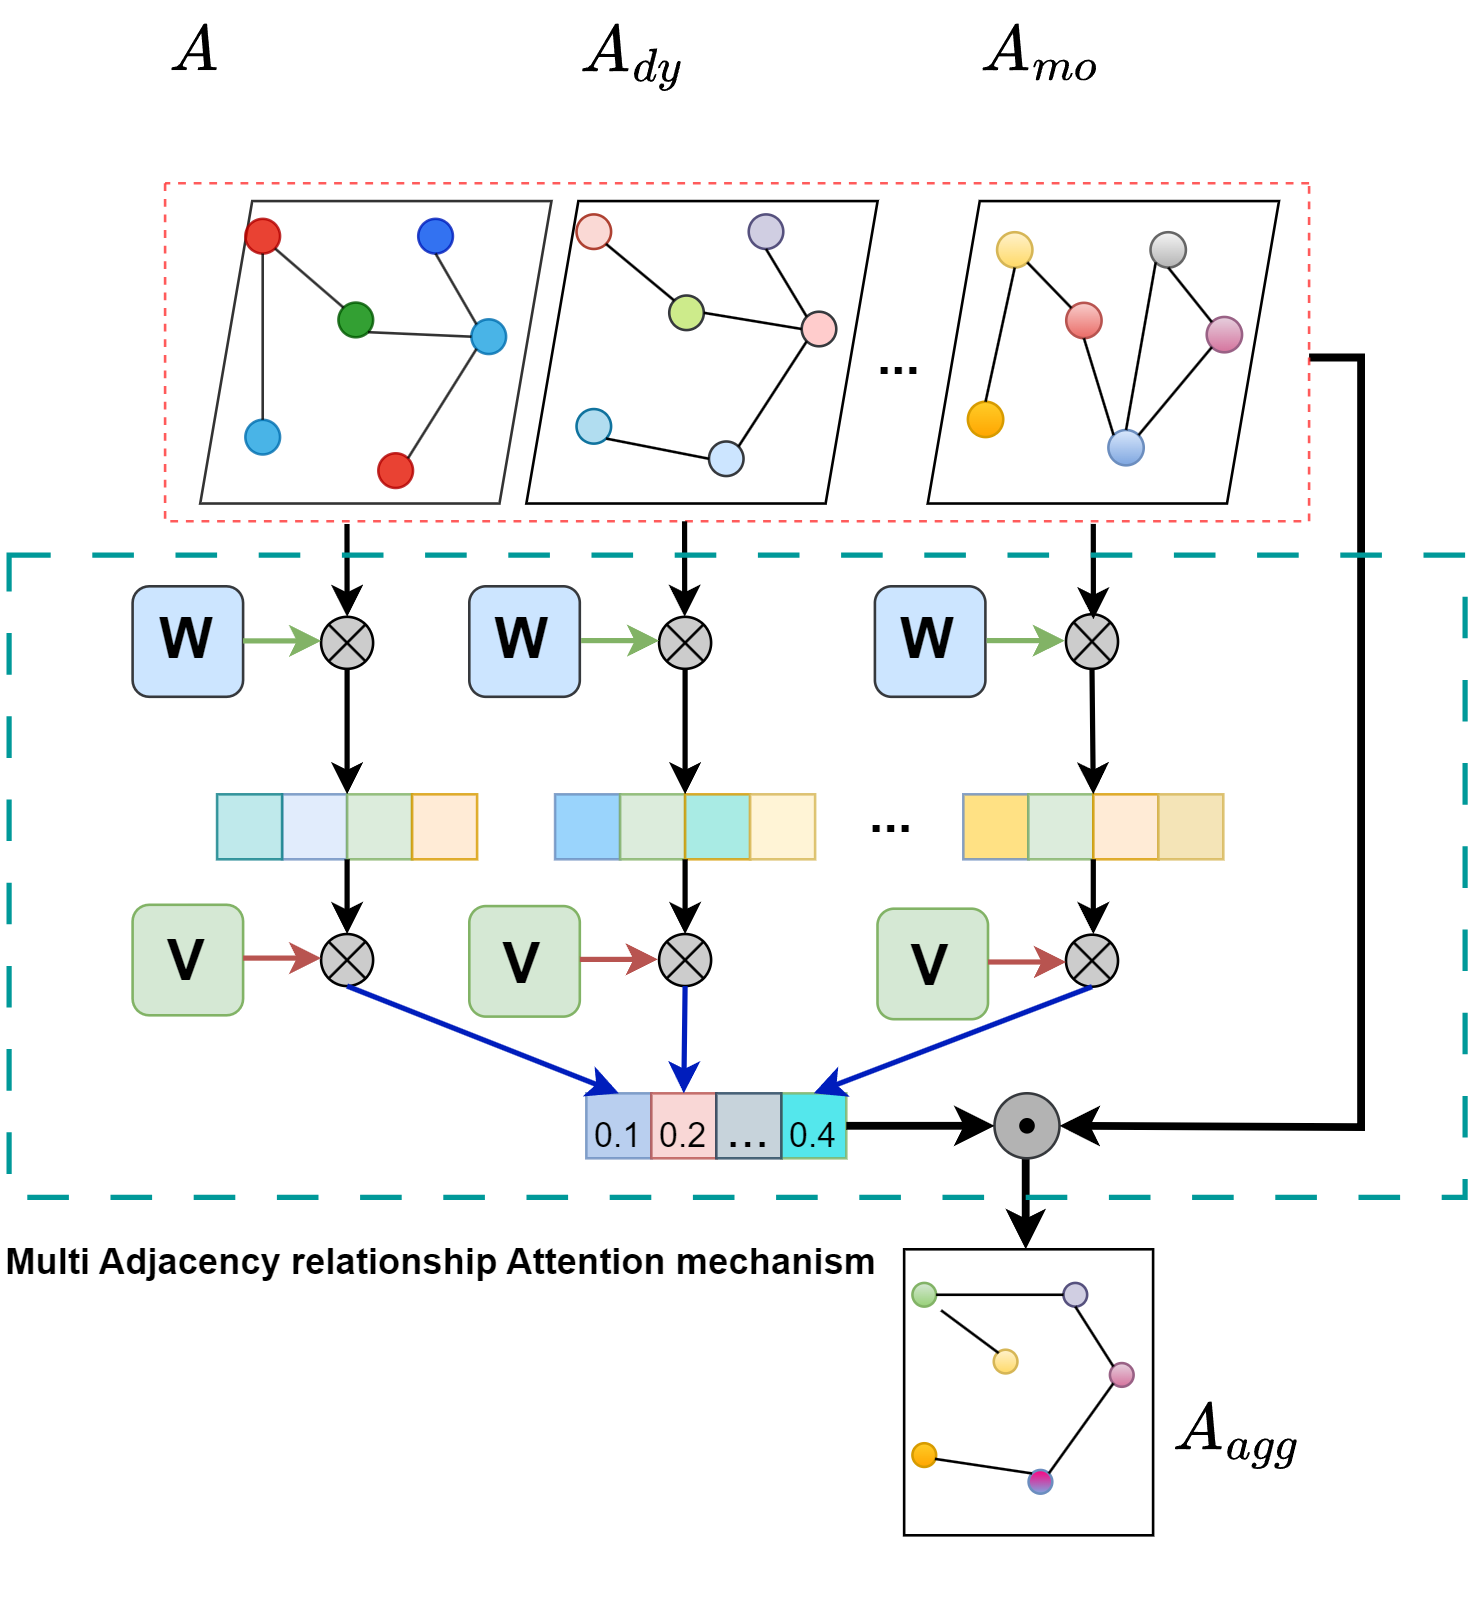 A A_{dy} A_{mo}
...
W W W
...
V V V
0.1 0.2 ... 0.4
Multi Adjacency relationship Attention mechanism
A_{agg}